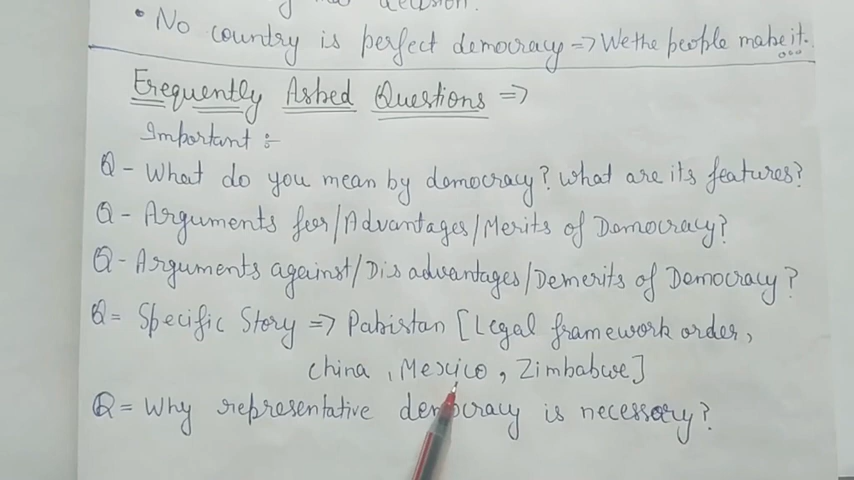 decision.
• No country is perfect democracy => We the people make it...
Frequently Asked Questions =>
Important :-
Q - What do you mean by democracy? what are its features?
Q - Arguments for/Advantages/Merits of Democracy?
Q - Arguments against/Disadvantages/Demerits of Democracy?
Q = Specific Story => Pakistan [Legal framework order,
china, Mexico, Zimbabwe]
Q = Why representative democracy is necessary?